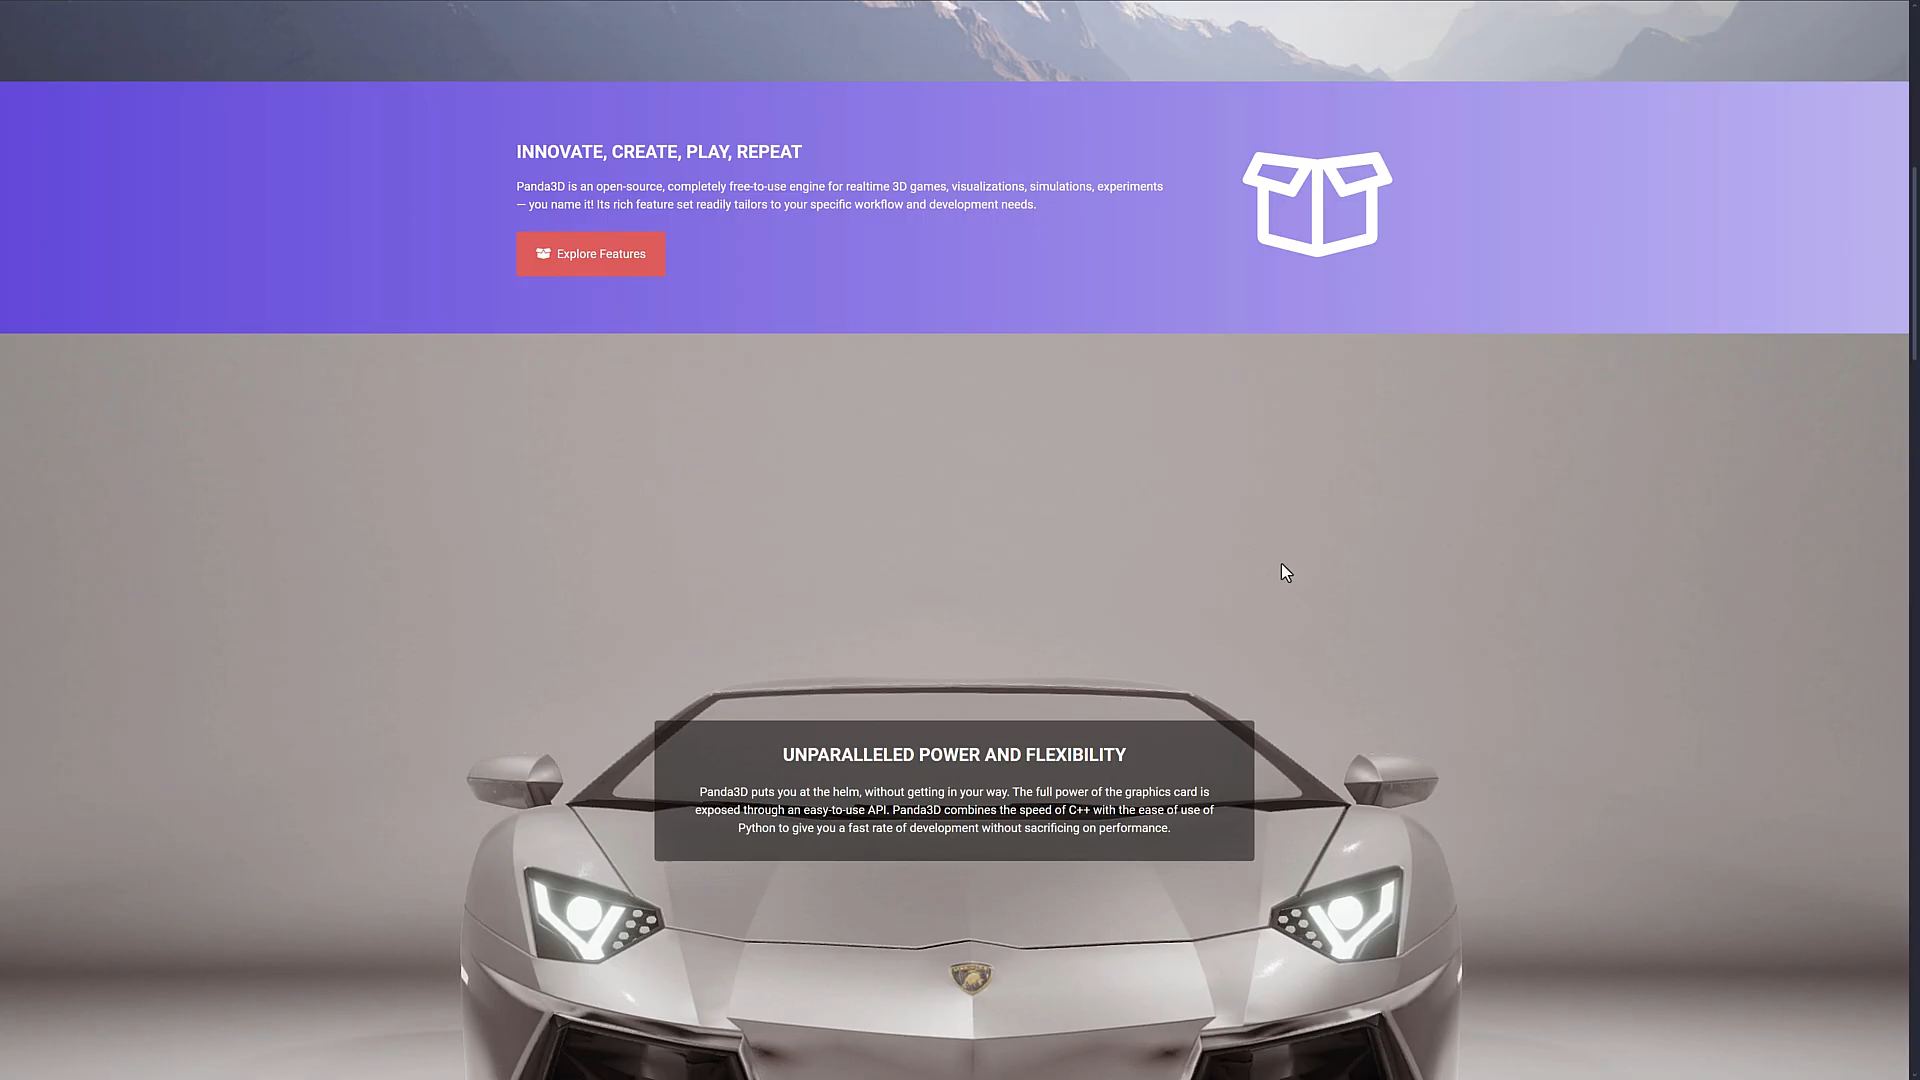 INNOVATE, CREATE, PLAY, REPEAT
Panda3D is an open-source, completely free-to-use engine for realtime 3D games, visualizations, simulations, experiments
— you name it! Its rich feature set readily tailors to your specific workflow and development needs.
Explore Features
UNPARALLELED POWER AND FLEXIBILITY
Panda3D puts you at the helm, without getting in your way. The full power of the graphics card is
exposed through an easy-to-use API. Panda3D combines the speed of C++ with the ease of use of
Python to give you a fast rate of development without sacrificing on performance.